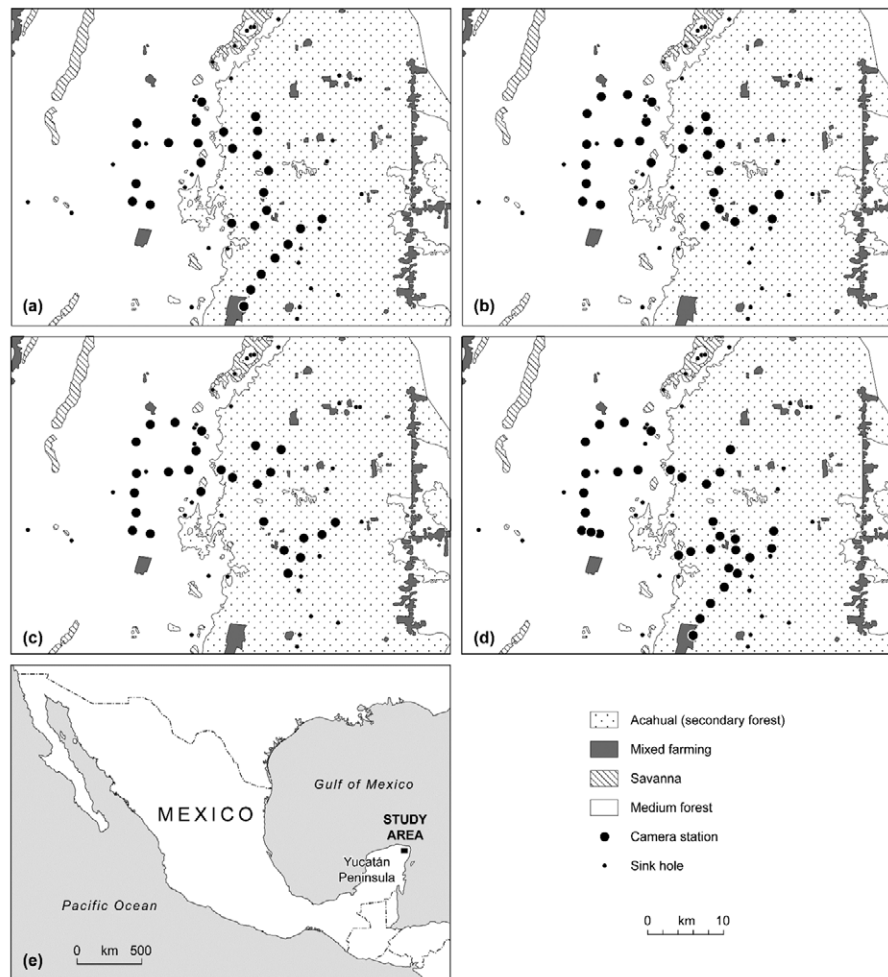 (a)
(b)
(c)
(d)
MEXICO
Gulf of Mexico
STUDY
AREA
Yucatán
Peninsula
Pacific Ocean
0 km 500
(e)
Acahual (secondary forest)
Mixed farming
Savanna
Medium forest
Camera station
Sink hole
0 km 10